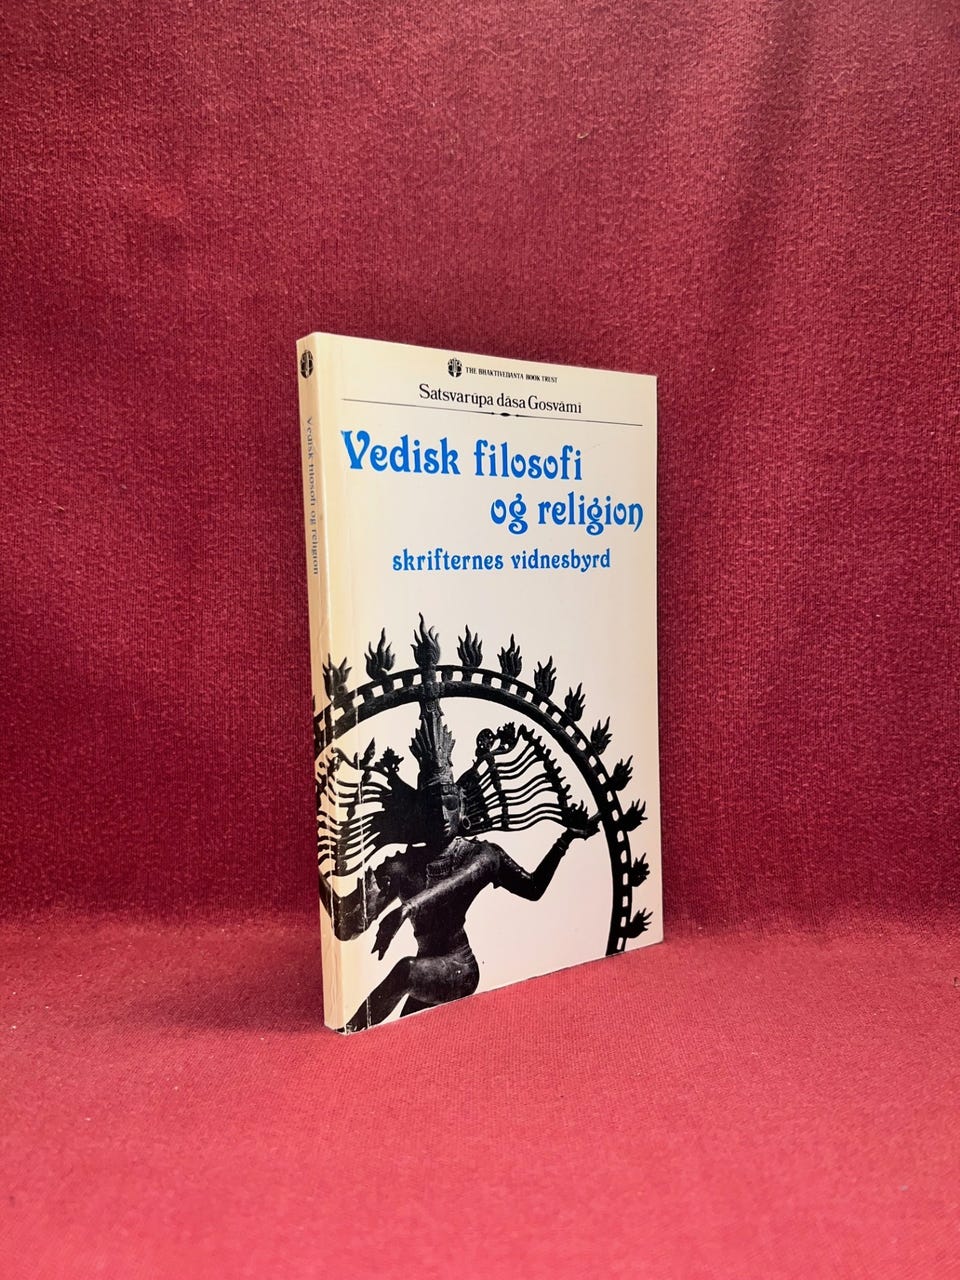 THE BHAKTIVEDANTA BOOK TRUST
Satsvarūpa dāsa Gosvāmī
Vedisk filosofi
og religion
skrifternes vidnesbyrd
Vedisk filosofi og religion